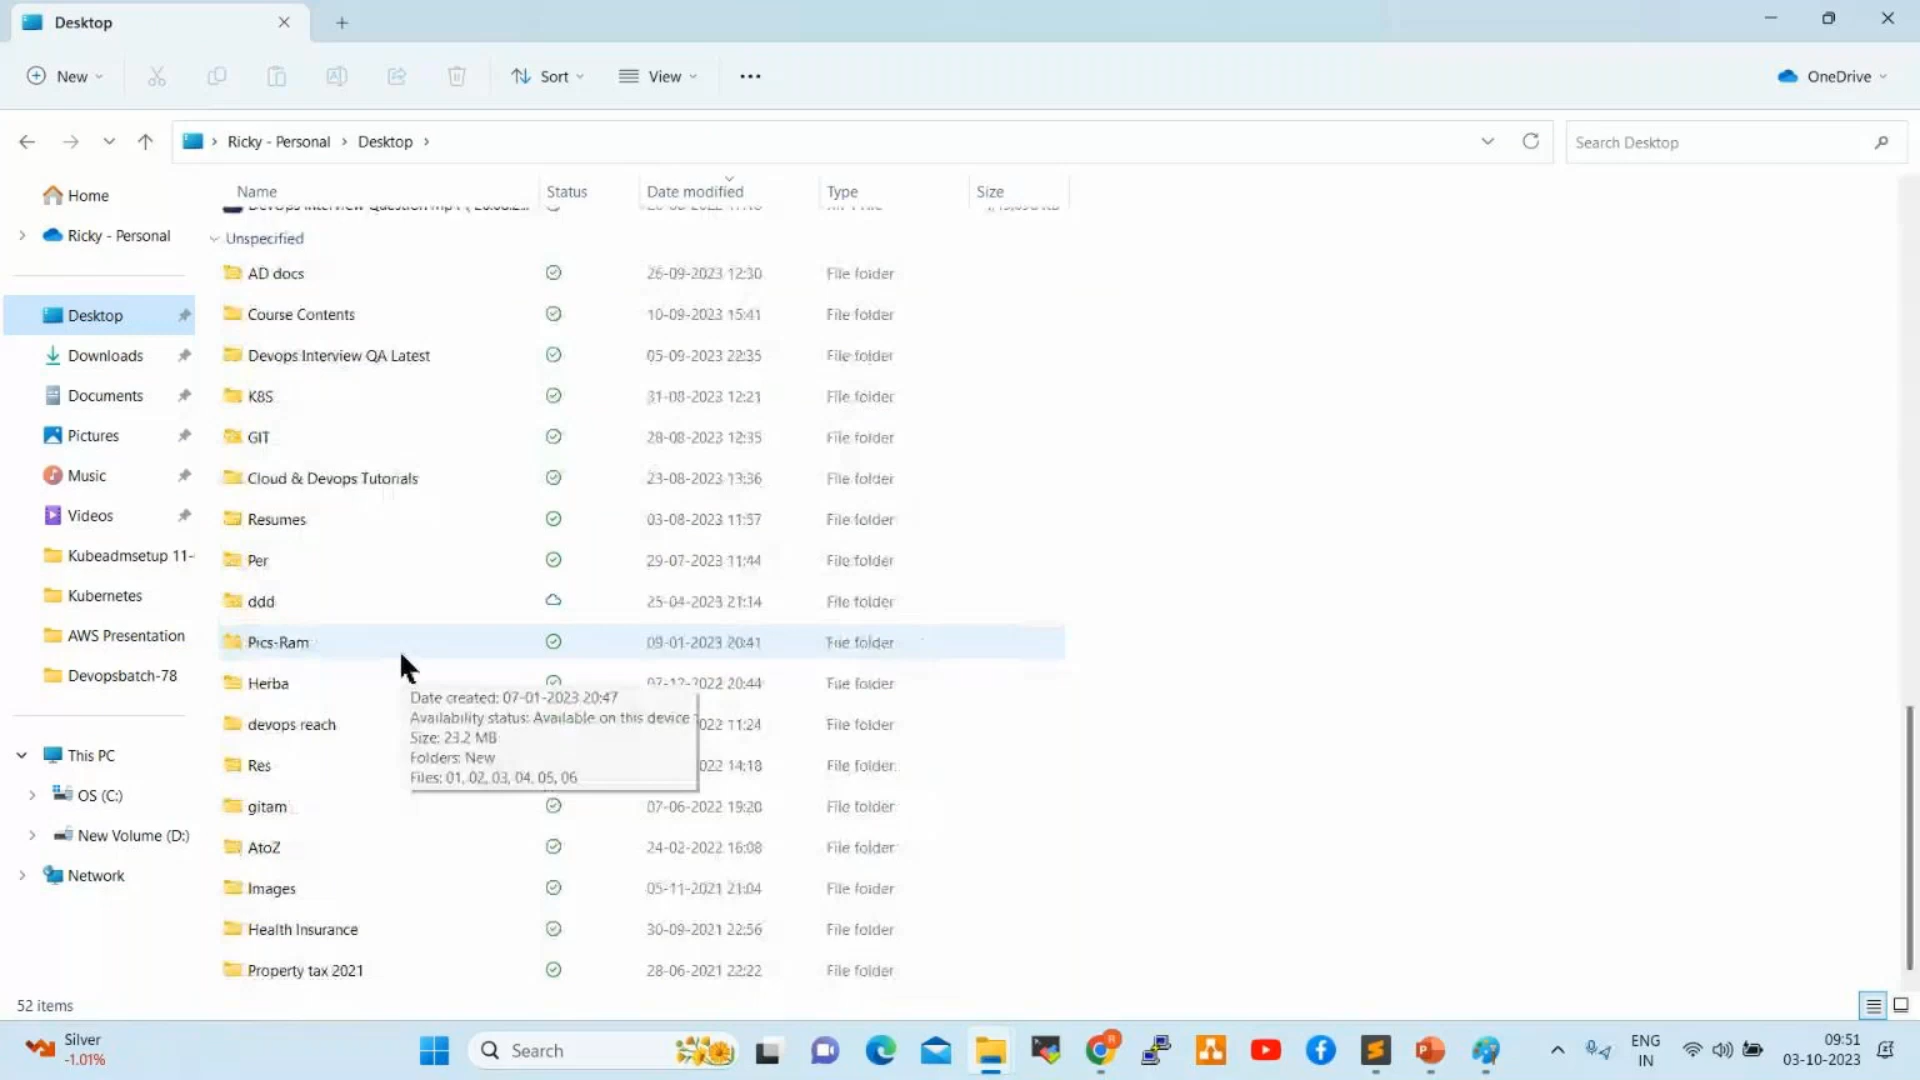 Desktop
New
Sort
View
OneDrive
Ricky - Personal
Desktop
Search Desktop
Name
Status
Date modified
Type
Size
Home
Ricky - Personal
Desktop
Downloads
Documents
Pictures
Music
Videos
Kubeadmsetup 11-
Kubernetes
AWS Presentation
Devopsbatch-78
This PC
OS (C:)
New Volume (D:)
Network
Unspecified
AD docs 26-09-2023 12:30 File folder
Course Contents 10-09-2023 15:41 File folder
Devops Interview QA Latest 05-09-2023 22:35 File folder
K8S 31-08-2023 12:21 File folder
GIT 28-08-2023 12:35 File folder
Cloud & Devops Tutorials 23-08-2023 13:36 File folder
Resumes 03-08-2023 11:57 File folder
Per 29-07-2023 11:44 File folder
ddd 25-04-2023 21:14 File folder
Pics-Ram 09-01-2023 20:41 File folder
Herba 07-12-2022 20:44 File folder
devops reach 022 11:24 File folder
Res 022 14:18 File folder
gitam 07-06-2022 19:20 File folder
AtoZ 24-02-2022 16:08 File folder
Images 05-11-2021 21:04 File folder
Health Insurance 30-09-2021 22:56 File folder
Property tax 2021 28-06-2021 22:22 File folder
Date created: 07-01-2023 20:47
Availability status: Available on this device
Size: 23.2 MB
Folders: New
Files: 01, 02, 03, 04, 05, 06
52 items
Silver
-1.01%
Search
ENG
IN
09:51
03-10-2023